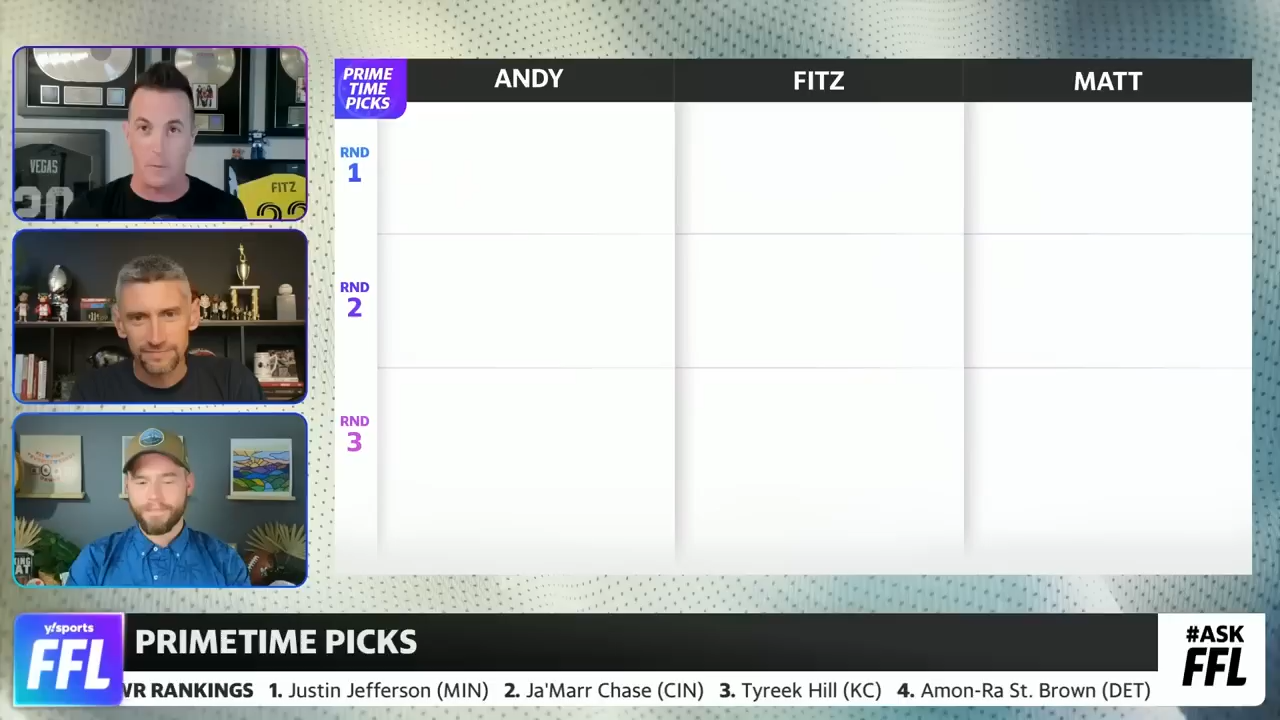 PRIME
TIME
PICKS
ANDY
FITZ
MATT
RND
1
RND
2
RND
3
VEGAS
FITZ
y!sports
FFL
PRIMETIME PICKS
#ASK
FFL
WR RANKINGS 1. Justin Jefferson (MIN) 2. Ja'Marr Chase (CIN) 3. Tyreek Hill (KC) 4. Amon-Ra St. Brown (DET)